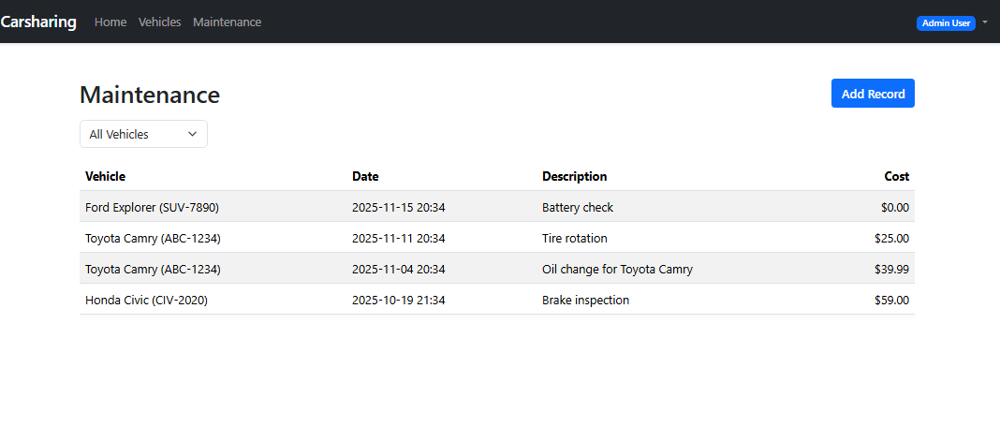 Carsharing Home Vehicles Maintenance Admin User
Maintenance Add Record
All Vehicles
Vehicle Date Description Cost
Ford Explorer (SUV-7890) 2025-11-15 20:34 Battery check $0.00
Toyota Camry (ABC-1234) 2025-11-11 20:34 Tire rotation $25.00
Toyota Camry (ABC-1234) 2025-11-04 20:34 Oil change for Toyota Camry $39.99
Honda Civic (CIV-2020) 2025-10-19 21:34 Brake inspection $59.00